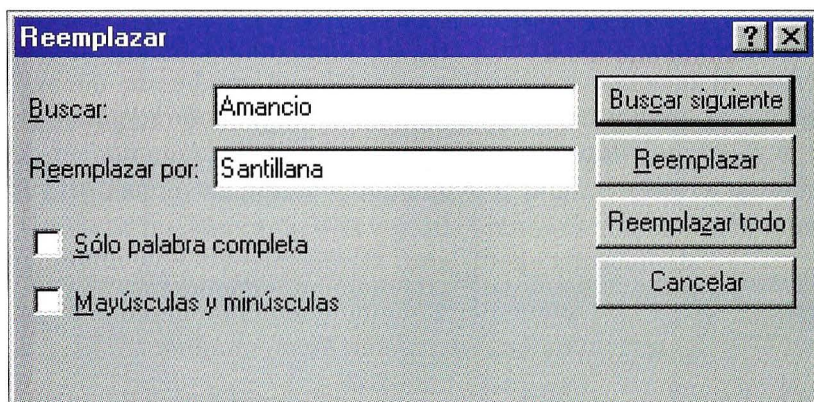 Reemplazar
Buscar: Amancio
Reemplazar por: Santillana
Sólo palabra completa
Mayúsculas y minúsculas
Buscar siguiente
Reemplazar
Reemplazar todo
Cancelar